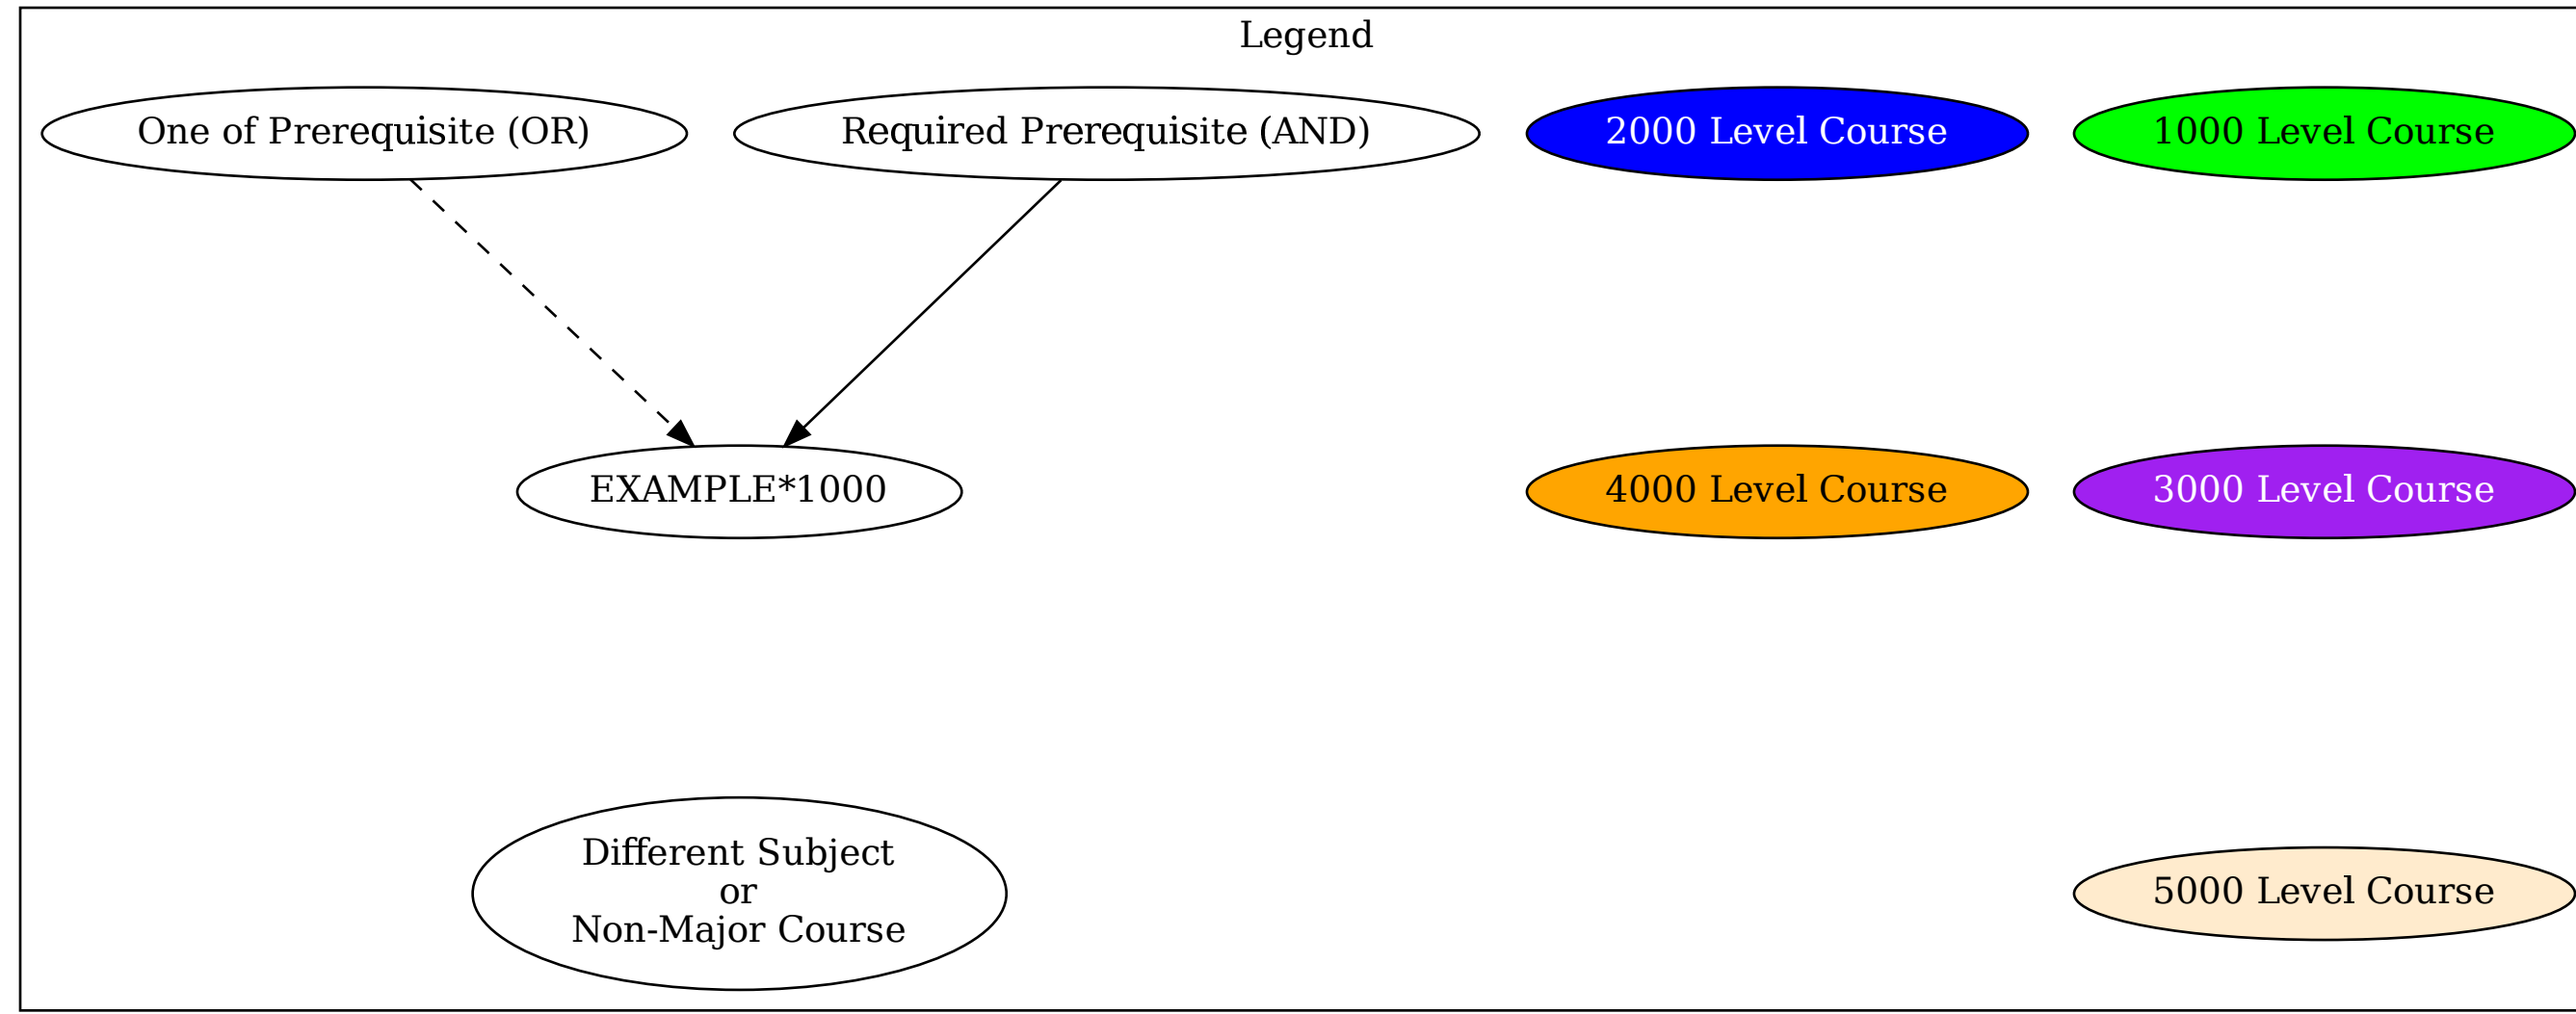 Legend
One of Prerequisite (OR)
Required Prerequisite (AND)
2000 Level Course
1000 Level Course
EXAMPLE*1000
4000 Level Course
3000 Level Course
Different Subject
or
Non-Major Course
5000 Level Course